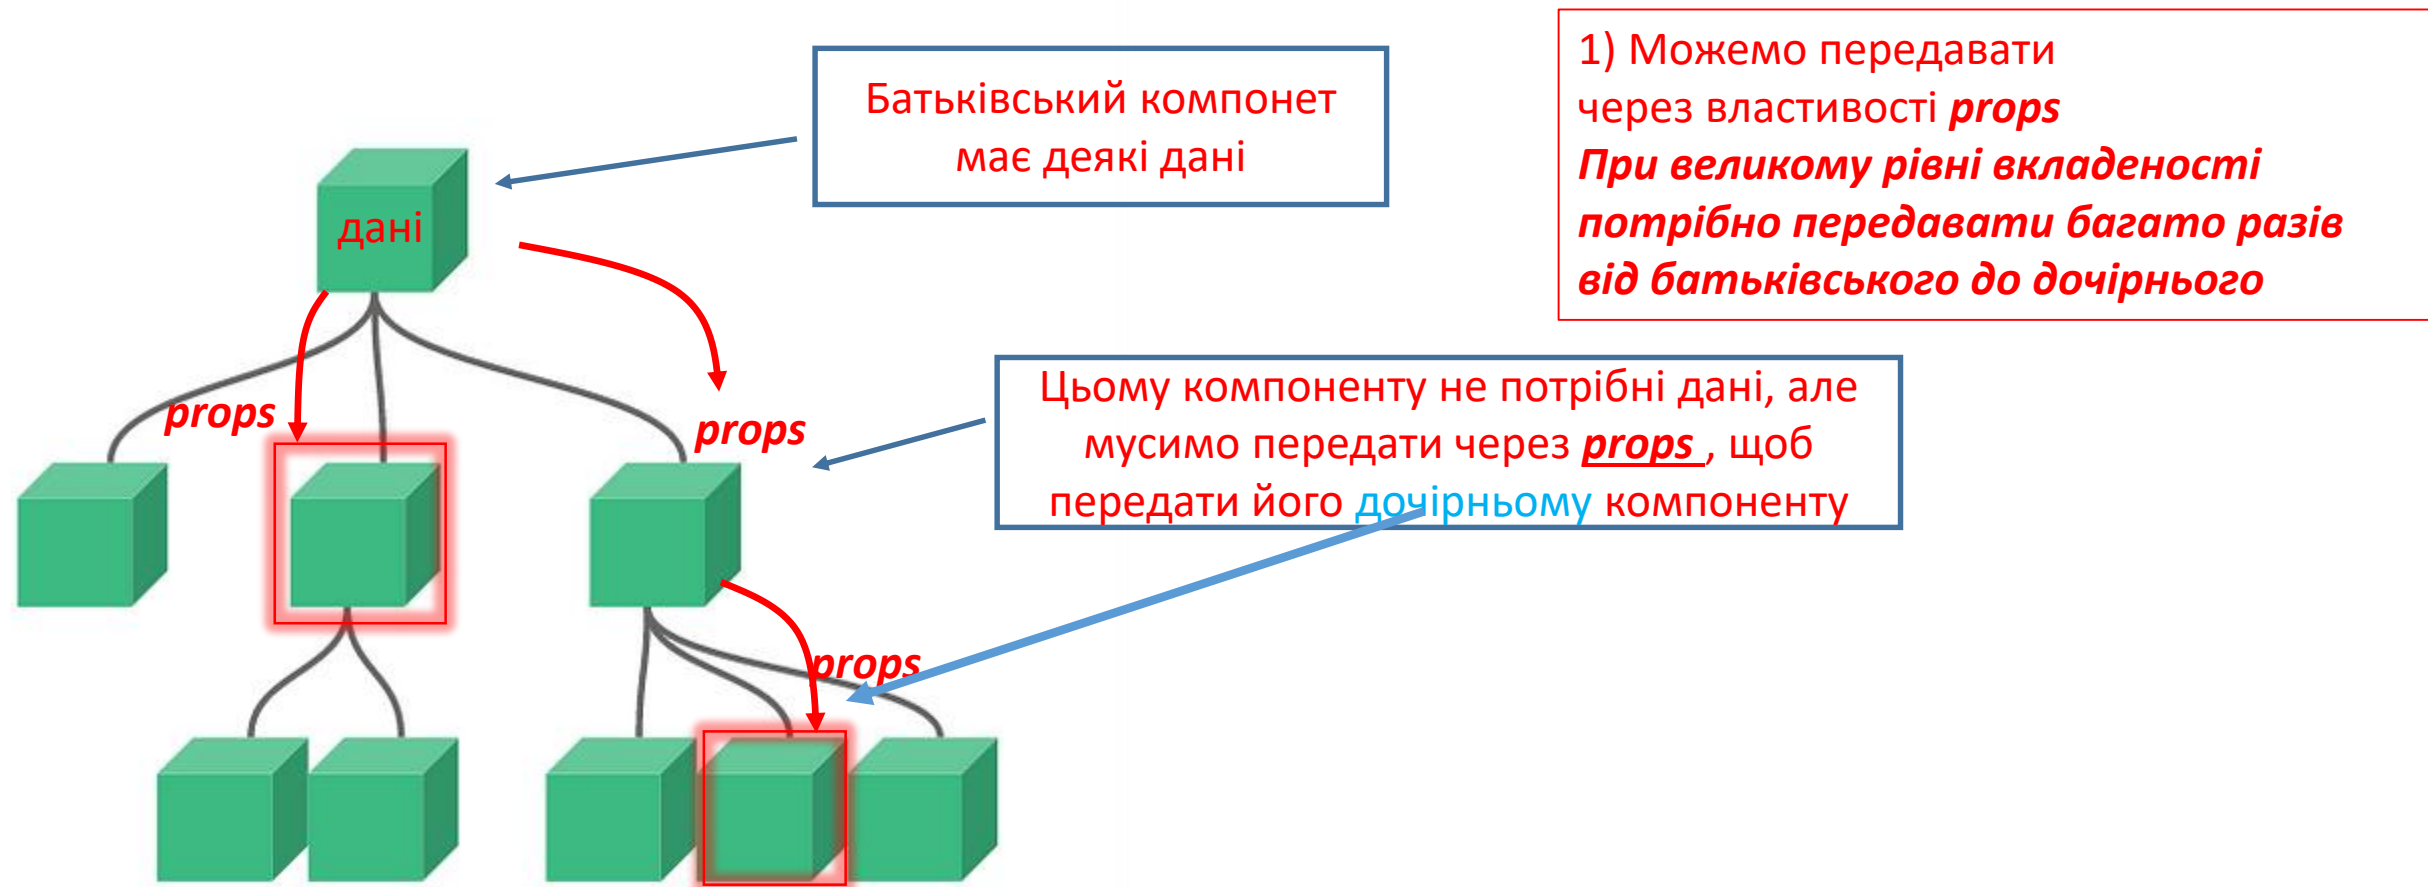 1) Можемо передавати
через властивості props
При великому рівні вкладеності
потрібно передавати багато разів
від батьківського до дочірнього
Батьківський компонет
має деякі дані
дані
props
props
Цьому компоненту не потрібні дані, але
мусимо передати через props , щоб
передати його дочірньому компоненту
props